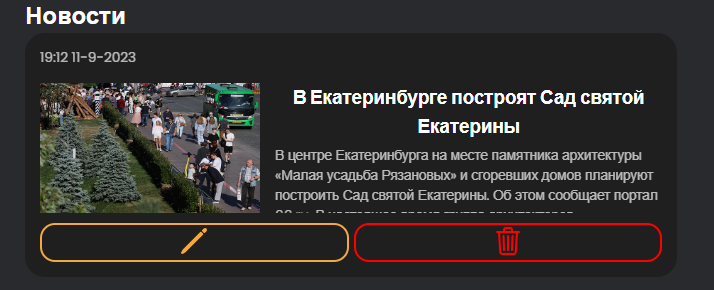 Новости
19:12 11-9-2023
В Екатеринбурге построят Сад святой
Екатерины
В центре Екатеринбурга на месте памятника архитектуры
«Малая усадьба Рязановых» и сгоревших домов планируют
построить Сад святой Екатерины. Об этом сообщает портал